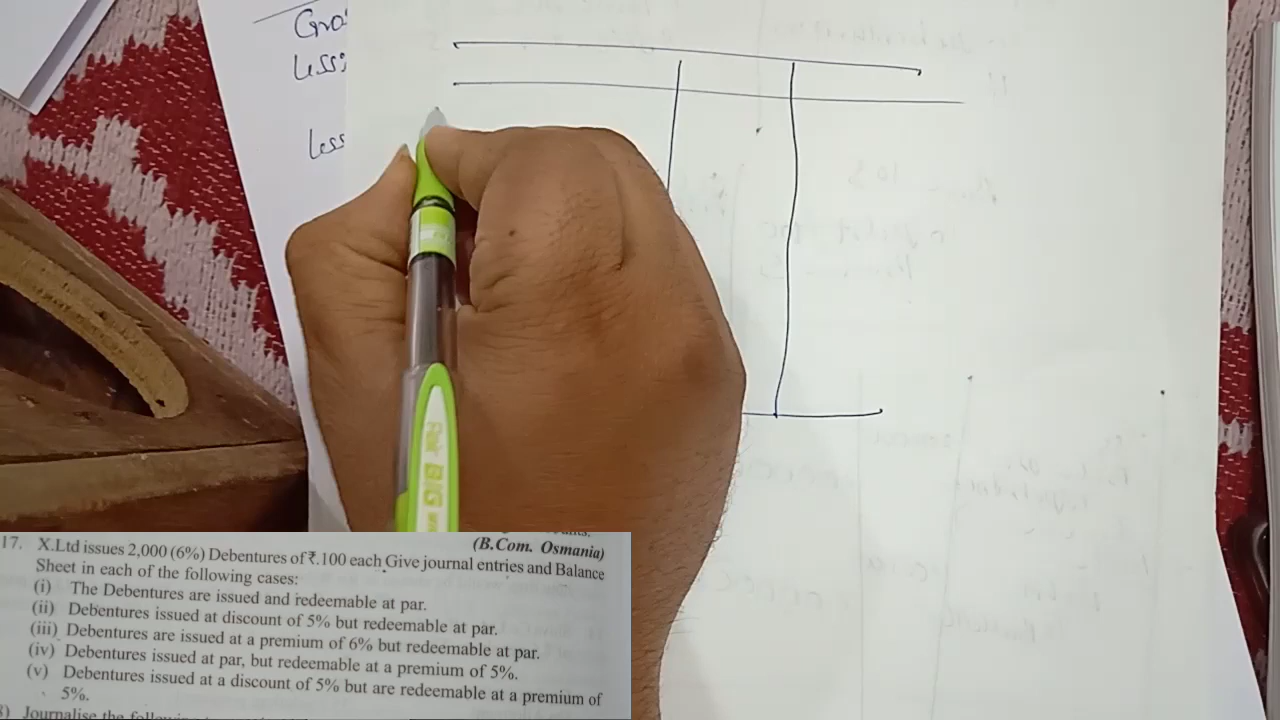 Gro
Less:
Less
(B.Com. Osmania)
17. X.Ltd issues 2,000 (6%) Debentures of ₹.100 each Give journal entries and Balance
Sheet in each of the following cases:
(i) The Debentures are issued and redeemable at par.
(ii) Debentures issued at discount of 5% but redeemable at par.
(iii) Debentures are issued at a premium of 6% but redeemable at par.
(iv) Debentures issued at par, but redeemable at a premium of 5%.
(v) Debentures issued at a discount of 5% but are redeemable at a premium of
5%.
Journalise the